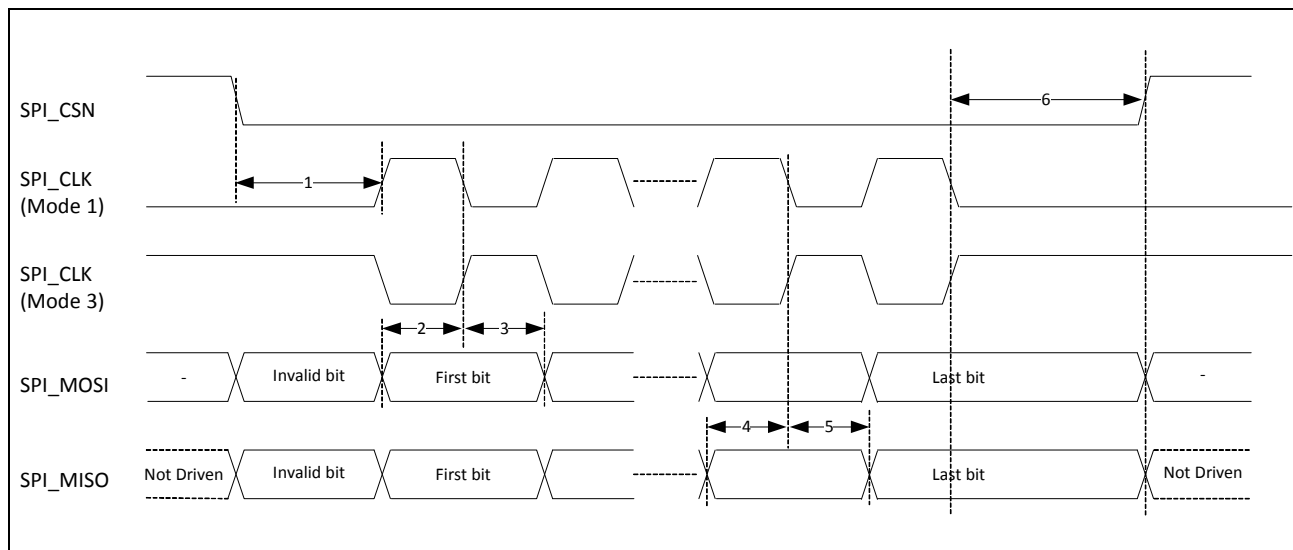 SPI_CSN
6
SPI_CLK
(Mode 1)
1
SPI_CLK
(Mode 3)
2
3
SPI_MOSI
-
Invalid bit
First bit
Last bit
-
4
5
SPI_MISO
Not Driven
Invalid bit
First bit
Last bit
Not Driven